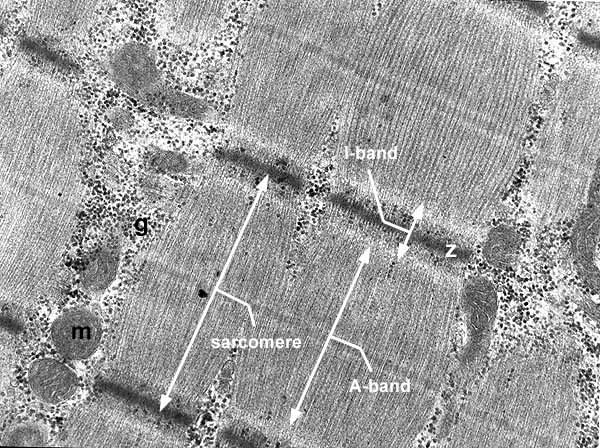 I-band
g
z
m
sarcomere
A-band